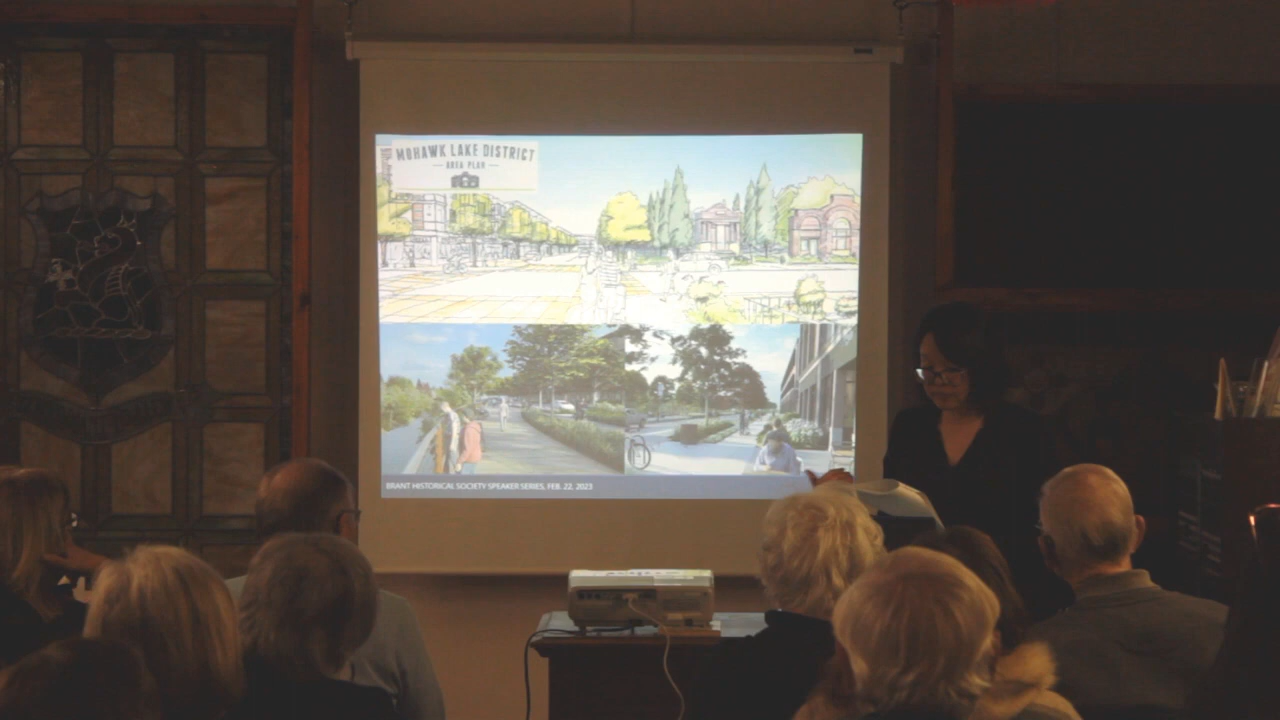 MOHAWK LAKE DISTRICT
AREA PLAN
BRANT HISTORICAL SOCIETY SPEAKER SERIES, FEB. 22, 2023